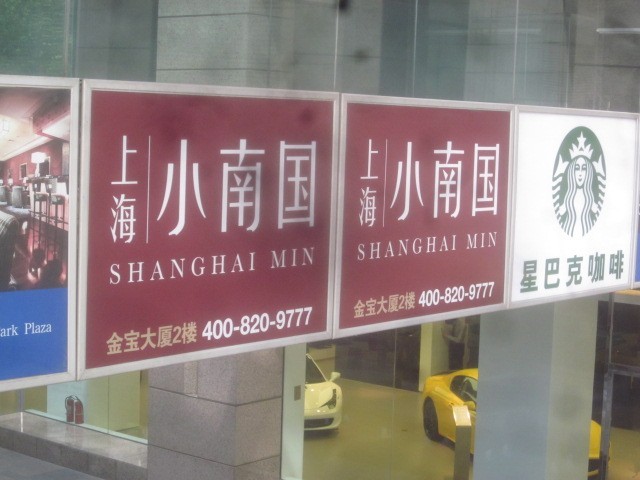 ark Plaza
上海 小南国
SHANGHAI MIN
金宝大厦2楼 400-820-9777
上海 小南国
SHANGHAI MIN
金宝大厦2楼 400-820-9777
星巴克咖啡